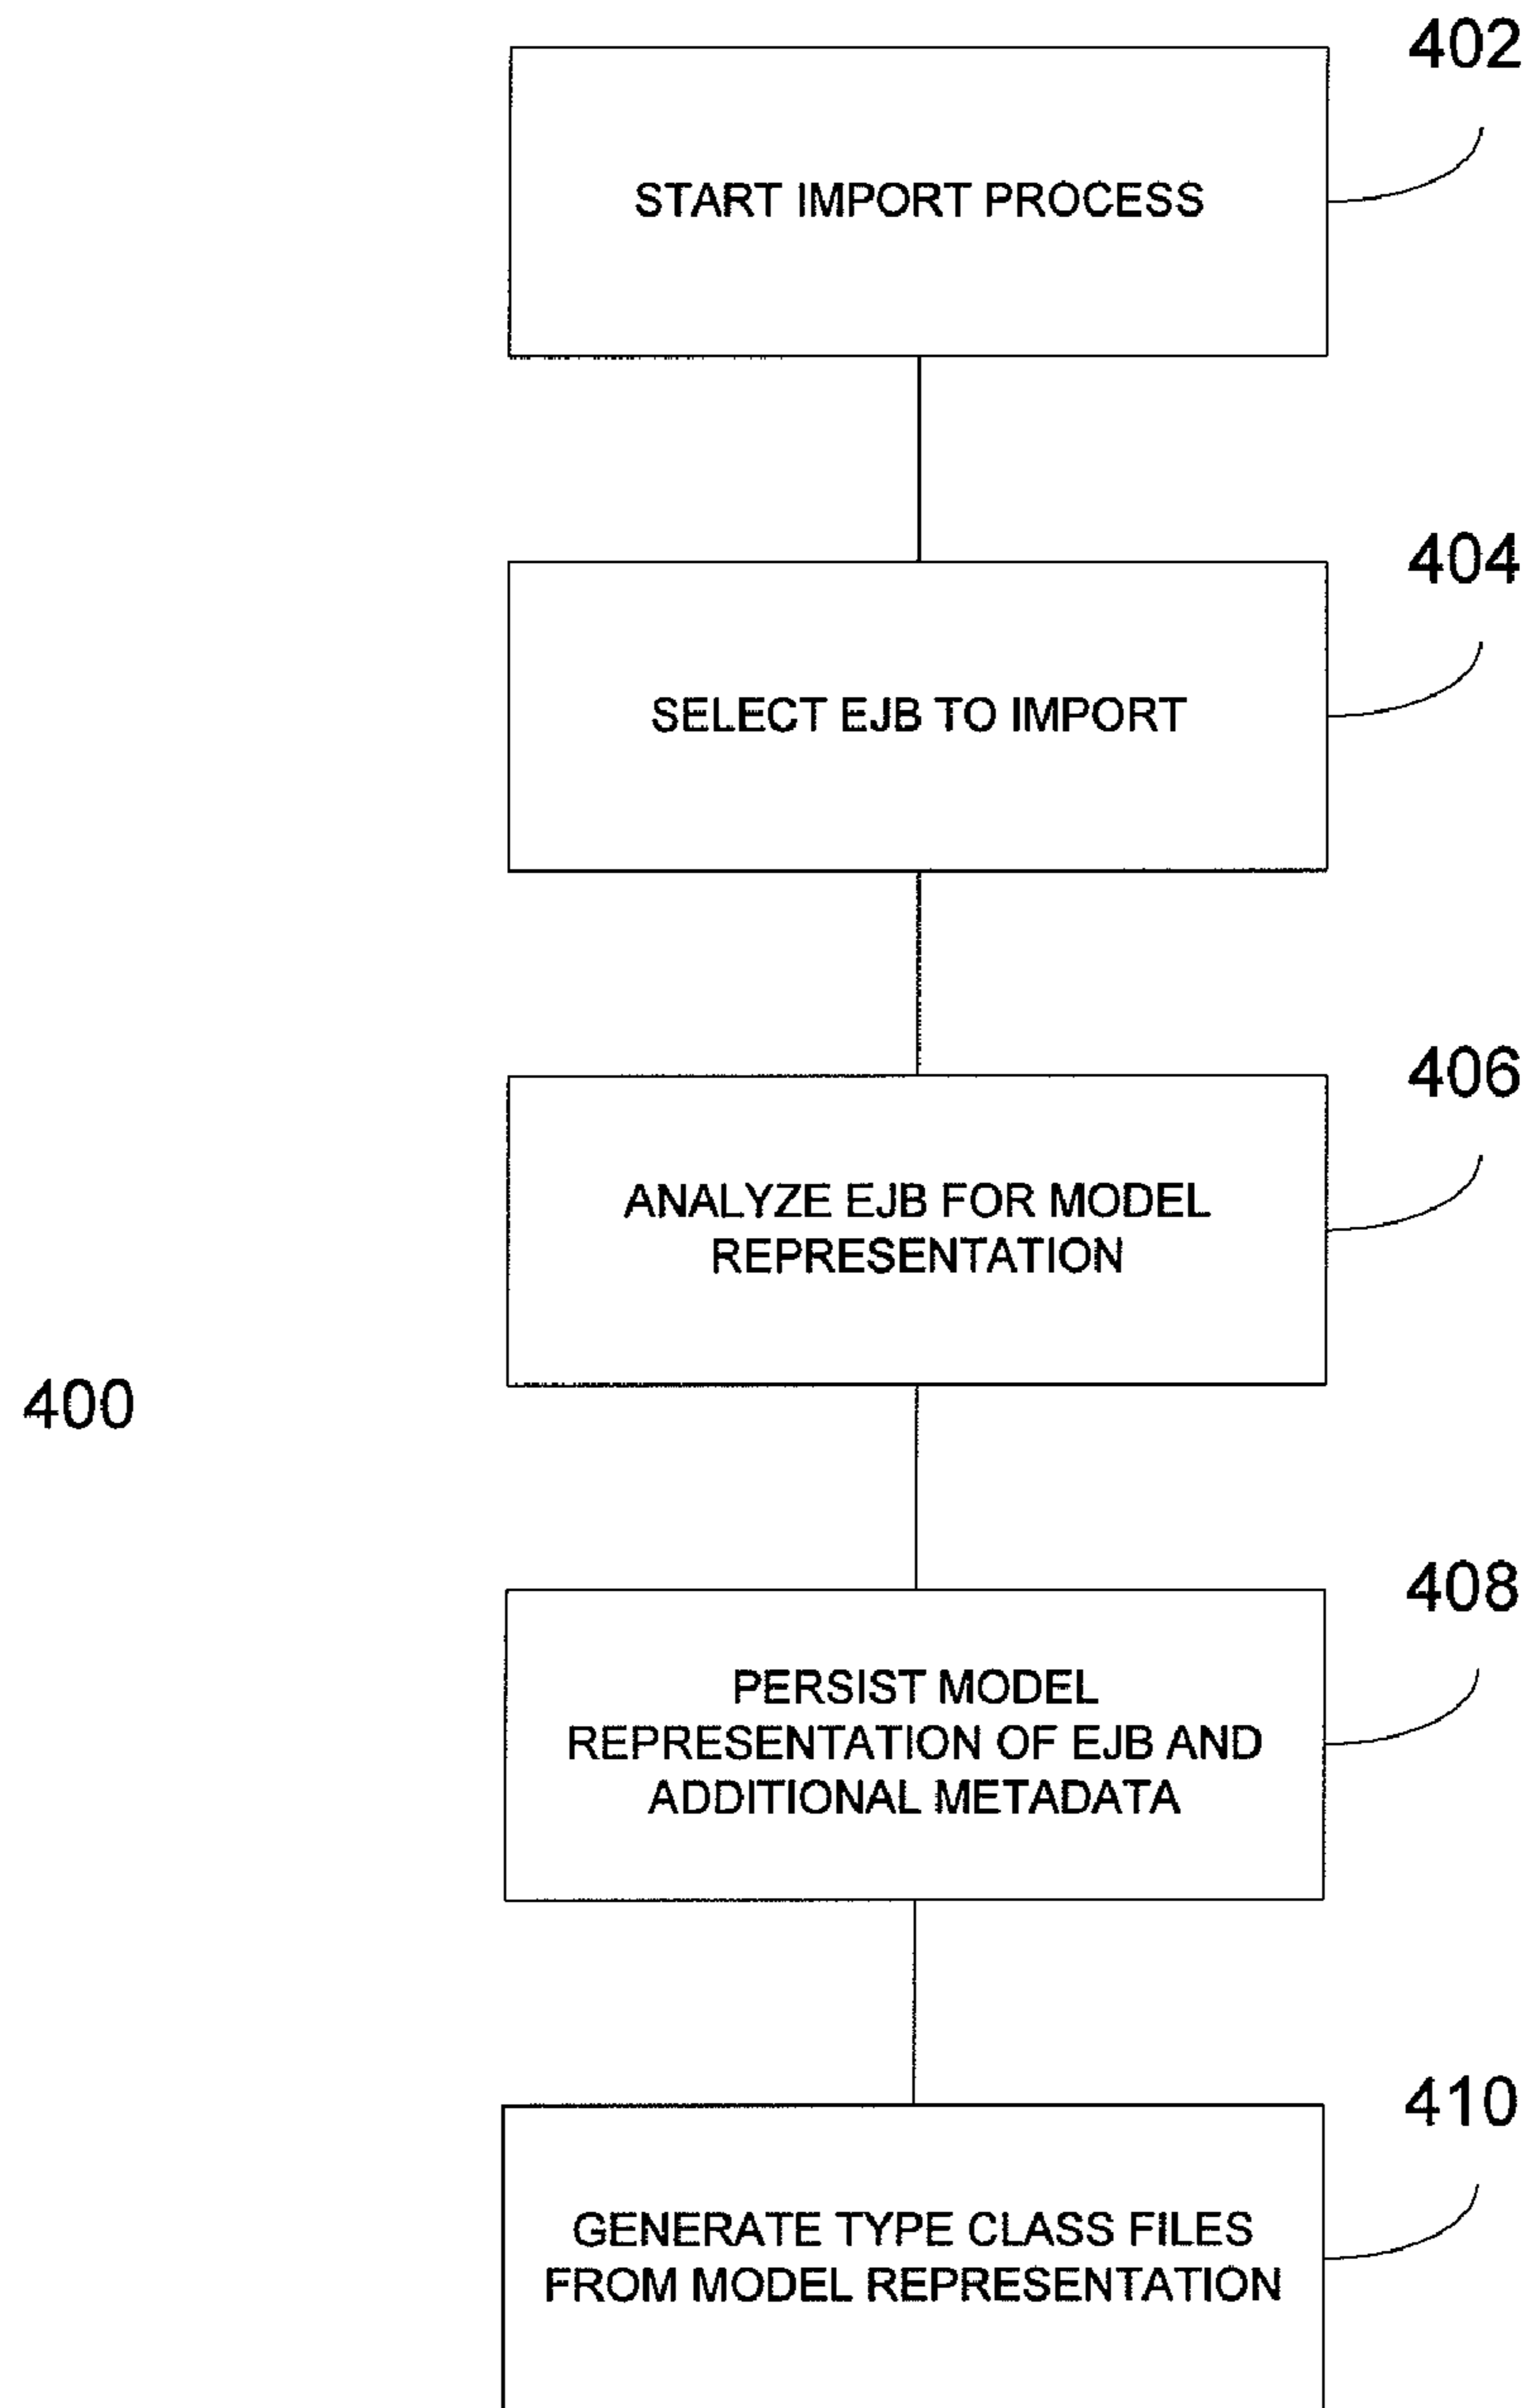 402
START IMPORT PROCESS
404
SELECT EJB TO IMPORT
406
ANALYZE EJB FOR MODEL
REPRESENTATION
400
408
PERSIST MODEL
REPRESENTATION OF EJB AND
ADDITIONAL METADATA
410
GENERATE TYPE CLASS FILES
FROM MODEL REPRESENTATION